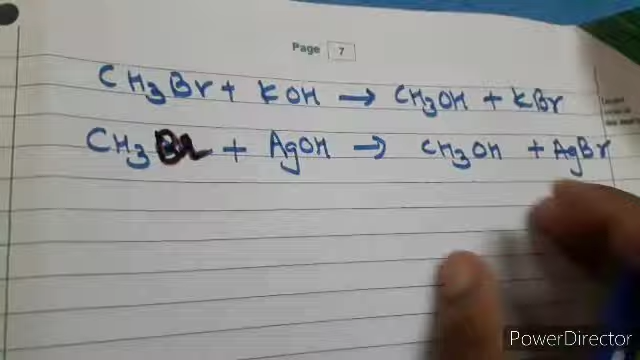 Page 7
CH3Br + KOH → CH3OH + KBr
CH3Br + AgOH → CH3OH + AgBr
PowerDirector